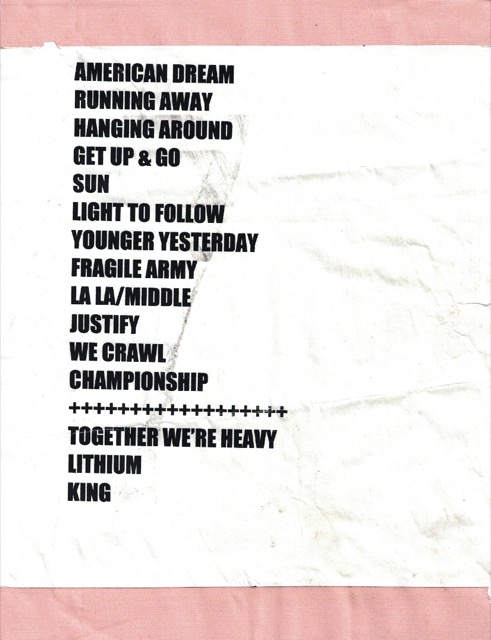 AMERICAN DREAM
RUNNING AWAY
HANGING AROUND
GET UP & GO
SUN
LIGHT TO FOLLOW
YOUNGER YESTERDAY
FRAGILE ARMY
LA LA/MIDDLE
JUSTIFY
WE CRAWL
CHAMPIONSHIP
++++++++++++++++++
TOGETHER WE'RE HEAVY
LITHIUM
KING